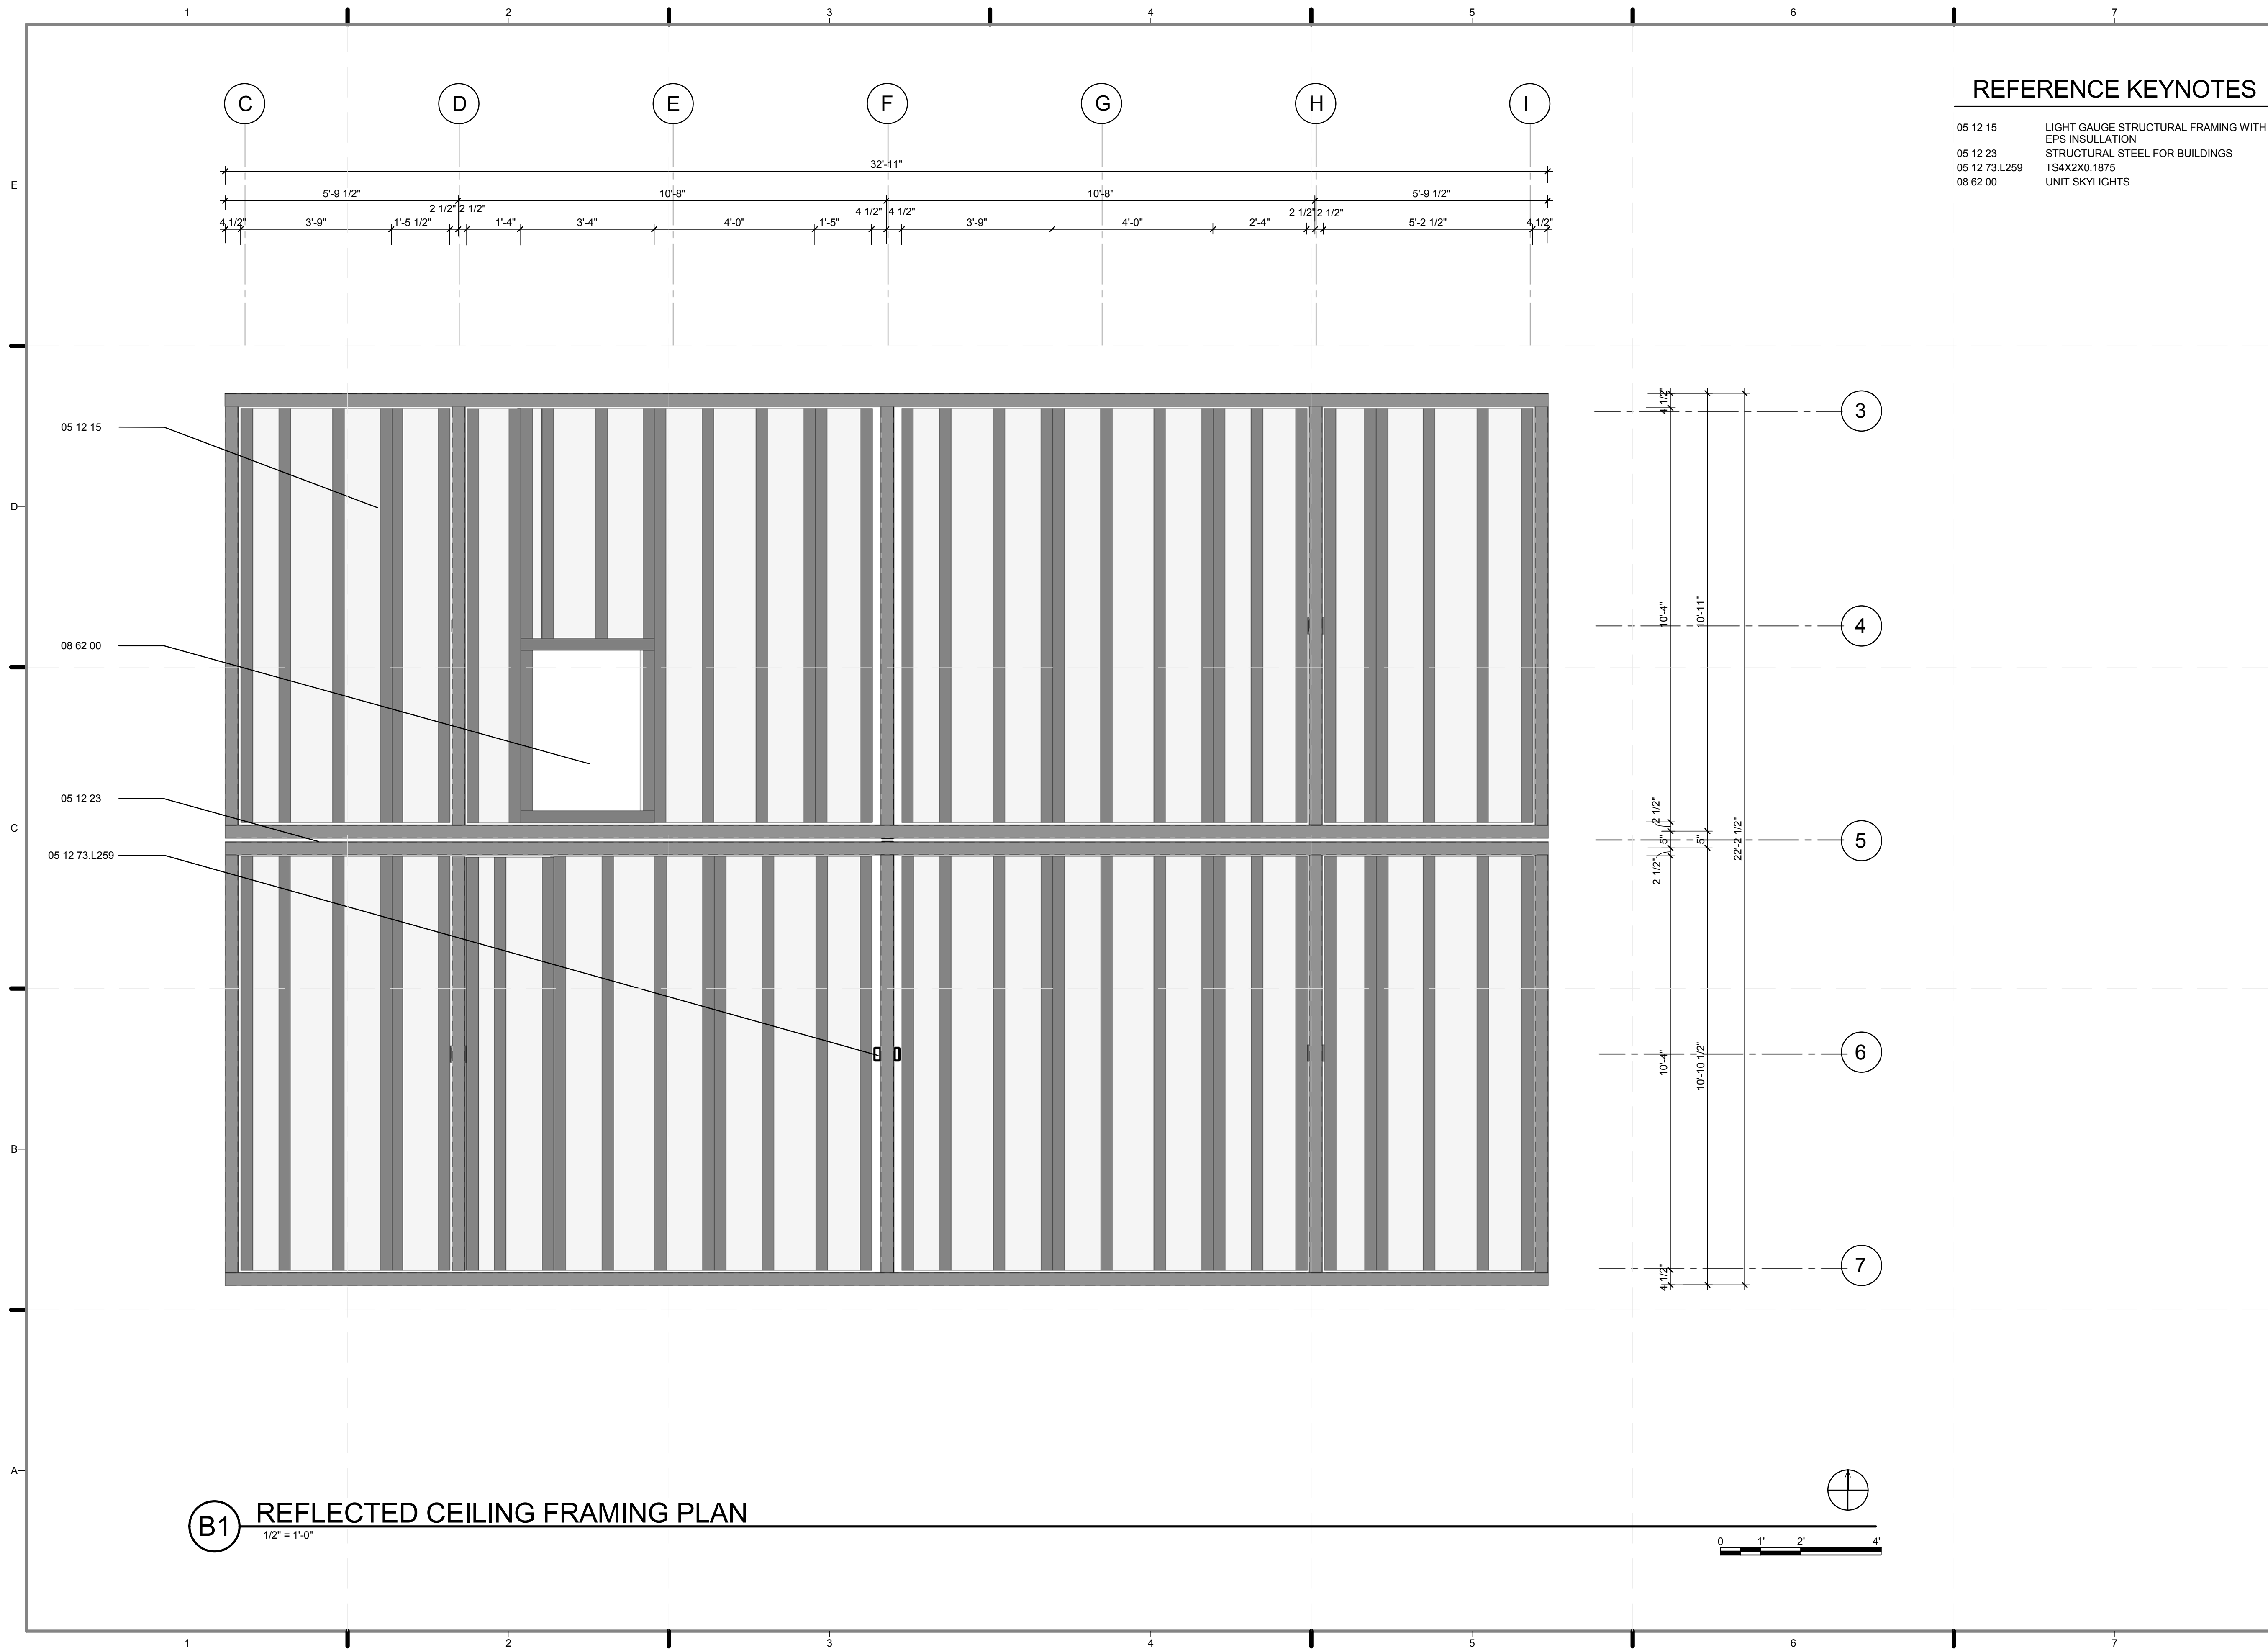 1 2 3 4 5 6 7
C D E F G H I
REFERENCE KEYNOTES
05 12 15 LIGHT GAUGE STRUCTURAL FRAMING WITH
EPS INSULLATION
05 12 23 STRUCTURAL STEEL FOR BUILDINGS
05 12 73.L259 TS4X2X0.1875
08 62 00 UNIT SKYLIGHTS
32'-11"
E
5'-9 1/2" 10'-8" 10'-8" 5'-9 1/2"
2 1/2" 2 1/2" 4 1/2" 4 1/2" 2 1/2" 2 1/2"
4 1/2" 3'-9" 1'-5 1/2" 1'-4" 3'-4" 4'-0" 1'-5" 3'-9" 4'-0" 2'-4" 5'-2 1/2" 4 1/2"
4 1/2"
3
05 12 15
D
10'-4" 10'-11"
4
08 62 00
05 12 23
C
2 1/2"
5" 5" 22'-2 1/2"
5
2 1/2"
05 12 73.L259
10'-4" 10'-10 1/2"
6
B
4 1/2"
7
A
B1 REFLECTED CEILING FRAMING PLAN
1/2" = 1'-0"
0 1' 2' 4'
1 2 3 4 5 6 7